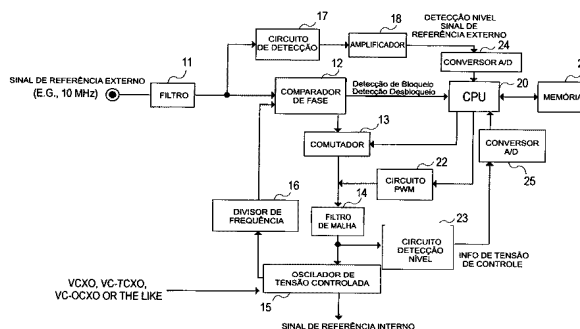 17
CIRCUITO
DE DETECÇÃO
18
AMPLIFICADOR
DETECÇÃO NIVEL
SINAL DE REFERÊNCIA
EXTERNO
24
CONVERSOR A/D
SINAL DE REFERÊNCIA EXTERNO
(E.G., 10 MHz)
11
FILTRO
12
COMPARADOR
DE FASE
Detecção de Bloqueio
Detecção Desbloqueio
CPU
20
MEMÓRIA
13
COMUTADOR
22
CIRCUITO
PWM
CONVERSOR
A/D
25
16
DIVISOR DE
FREQUÊNCIA
14
FILTRO
DE MALHA
23
CIRCUITO
DETECÇÃO
NÍVEL
INFO DE TENSÃO
DE CONTROLE
VCXO, VC-TCXO,
VC-OCXO OR THE LIKE
OSCILADOR DE
TENSÃO CONTROLADA
15
SINAL DE REFERÊNCIA INTERNO